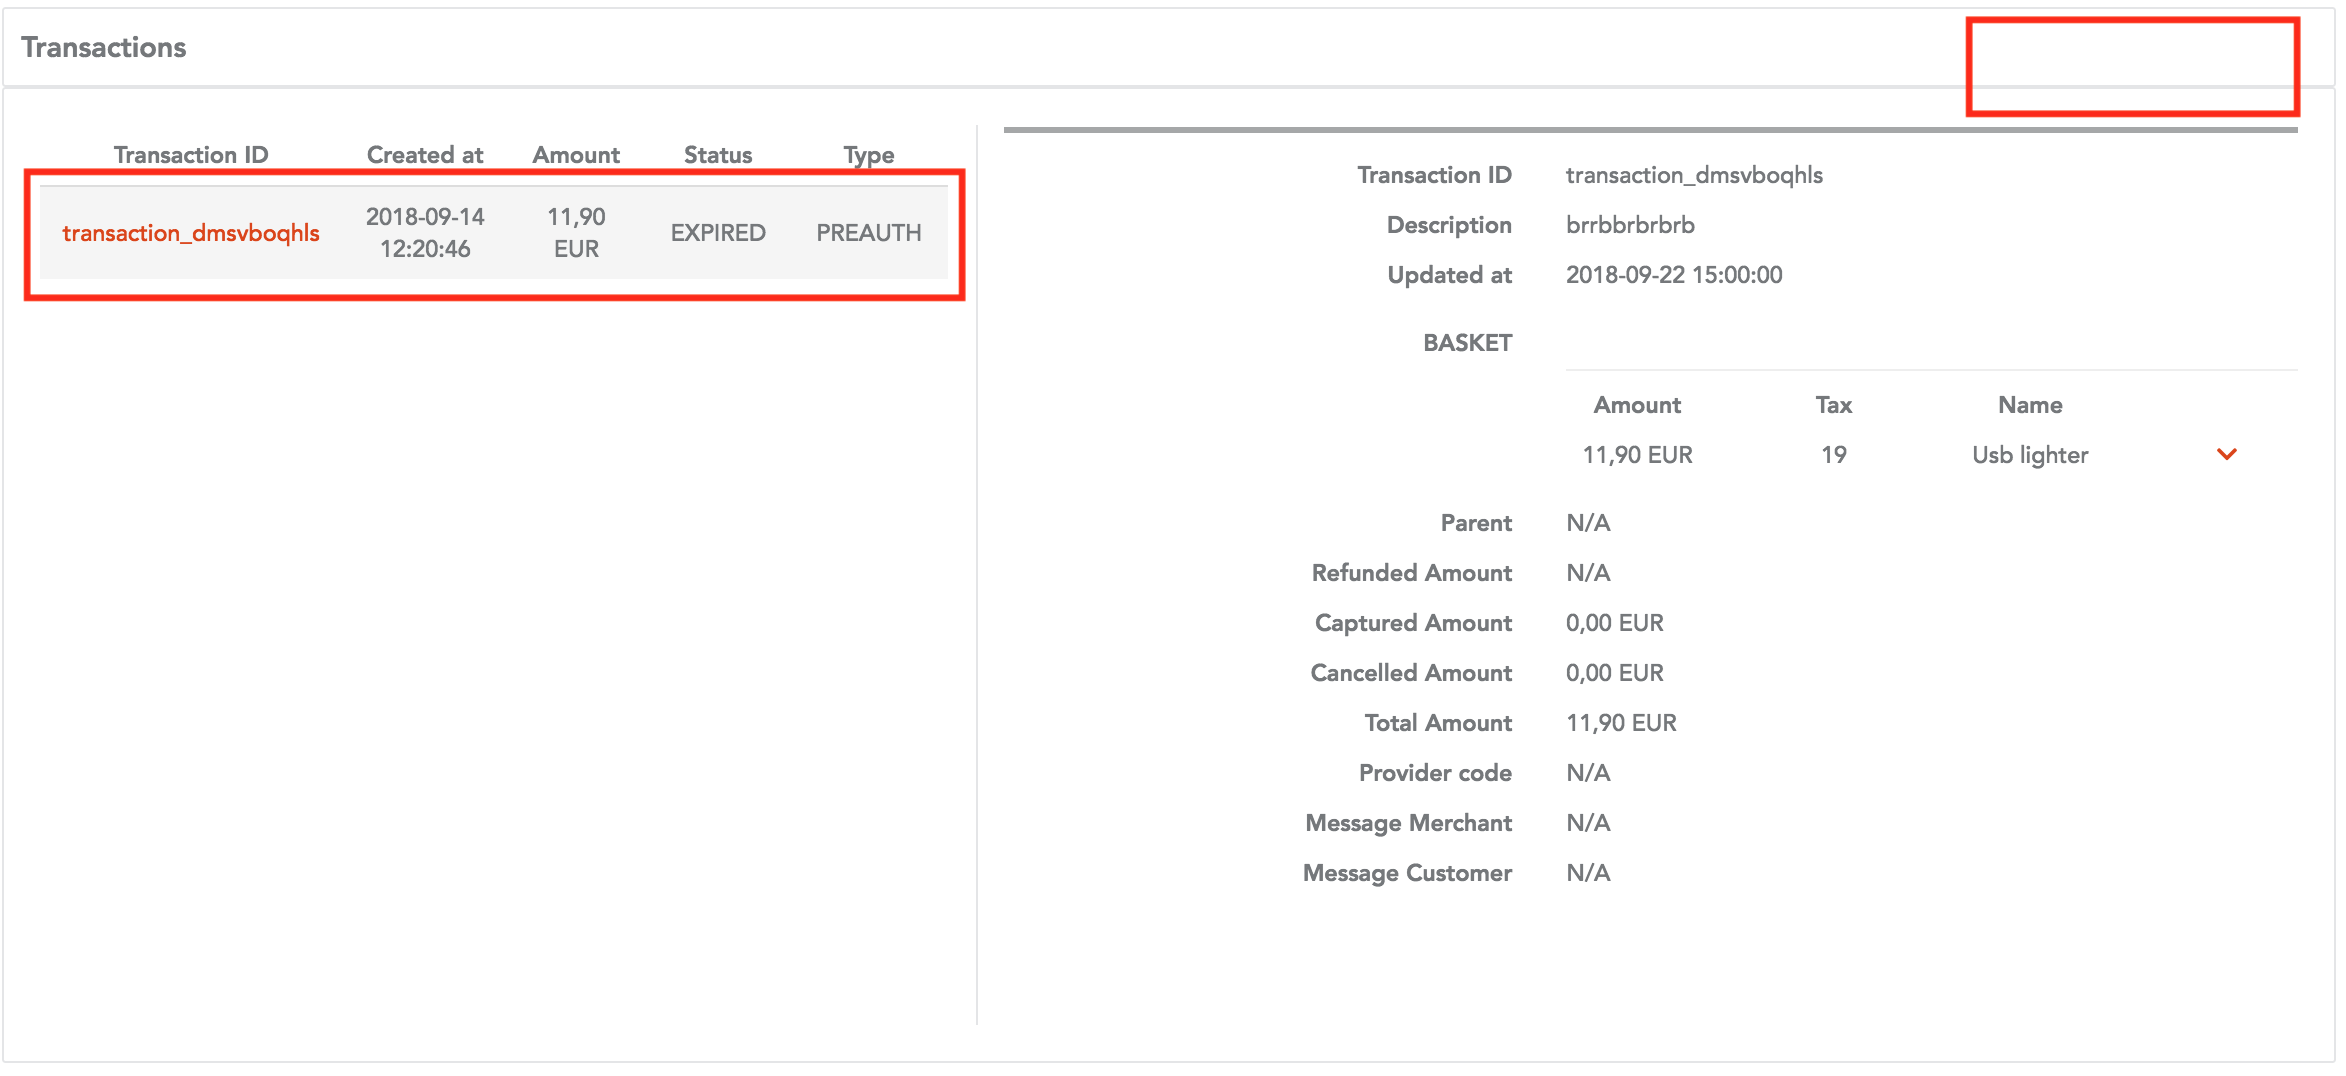 Transactions
Transaction ID Created at Amount Status Type
transaction_dmsvboqhls 2018-09-14 12:20:46 11,90 EUR EXPIRED PREAUTH
Transaction ID transaction_dmsvboqhls
Description brrbbrbrbrb
Updated at 2018-09-22 15:00:00
BASKET
Amount Tax Name
11,90 EUR 19 Usb lighter
Parent N/A
Refunded Amount N/A
Captured Amount 0,00 EUR
Cancelled Amount 0,00 EUR
Total Amount 11,90 EUR
Provider code N/A
Message Merchant N/A
Message Customer N/A